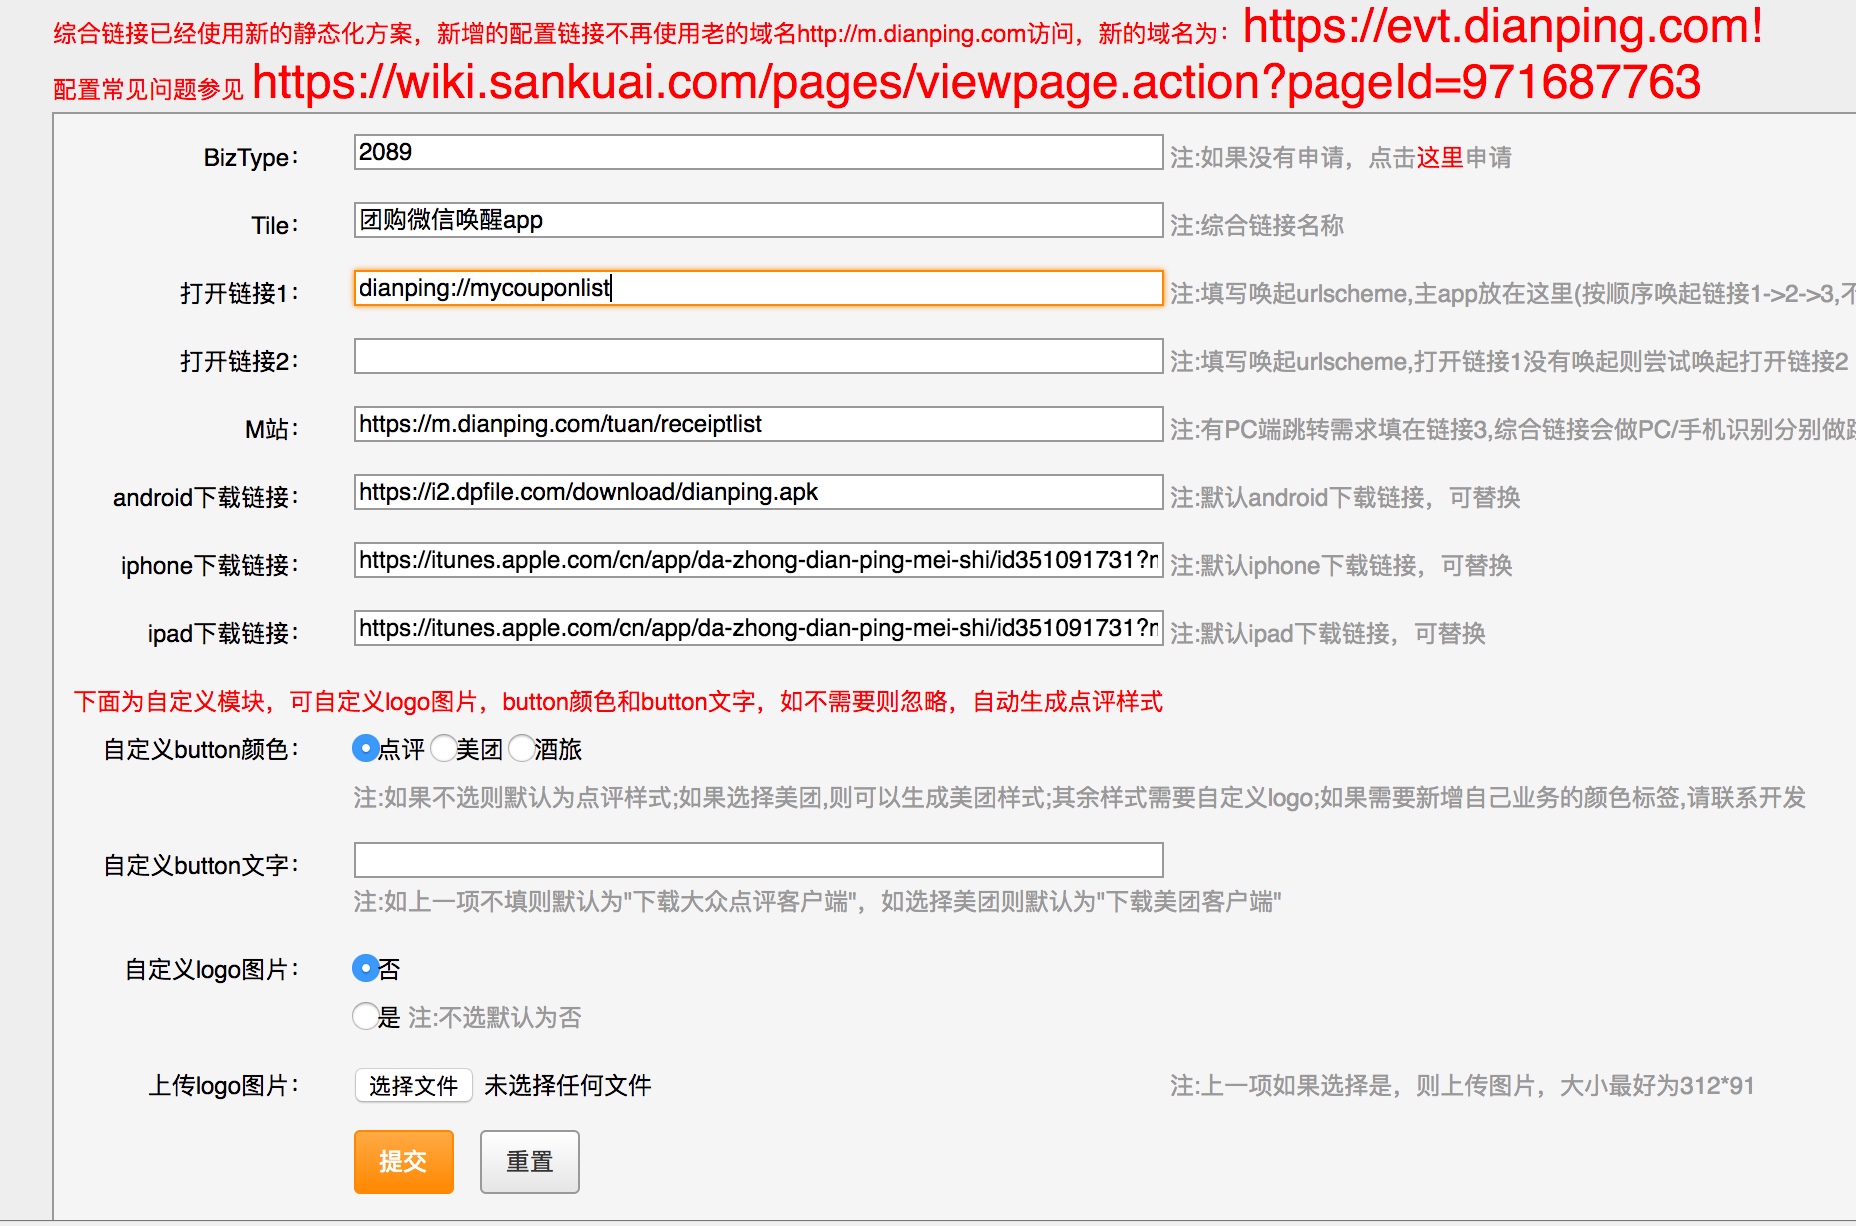 综合链接已经使用新的静态化方案，新增的配置链接不再使用老的域名http://m.dianping.com访问，新的域名为：https://evt.dianping.com!
配置常见问题参见 https://wiki.sankuai.com/pages/viewpage.action?pageId=971687763
BizType： 2089 注:如果没有申请，点击这里申请
Tile： 团购微信唤醒app 注:综合链接名称
打开链接1： dianping://mycouponlist 注:填写唤起urlscheme,主app放在这里(按顺序唤起链接1->2->3,不
打开链接2： 注:填写唤起urlscheme,打开链接1没有唤起则尝试唤起打开链接2
M站： https://m.dianping.com/tuan/receiptlist 注:有PC端跳转需求填在链接3,综合链接会做PC/手机识别分别做跳
android下载链接： https://i2.dpfile.com/download/dianping.apk 注:默认android下载链接，可替换
iphone下载链接： https://itunes.apple.com/cn/app/da-zhong-dian-ping-mei-shi/id351091731?r 注:默认iphone下载链接，可替换
ipad下载链接： https://itunes.apple.com/cn/app/da-zhong-dian-ping-mei-shi/id351091731?r 注:默认ipad下载链接，可替换
下面为自定义模块，可自定义logo图片，button颜色和button文字，如不需要则忽略，自动生成点评样式
自定义button颜色： 点评 美团 酒旅
注:如果不选则默认为点评样式;如果选择美团,则可以生成美团样式;其余样式需要自定义logo;如果需要新增自己业务的颜色标签,请联系开发
自定义button文字：
注:如上一项不填则默认为"下载大众点评客户端"，如选择美团则默认为"下载美团客户端"
自定义logo图片： 否
是 注:不选默认为否
上传logo图片： 选择文件 未选择任何文件 注:上一项如果选择是，则上传图片，大小最好为312*91
提交 重置